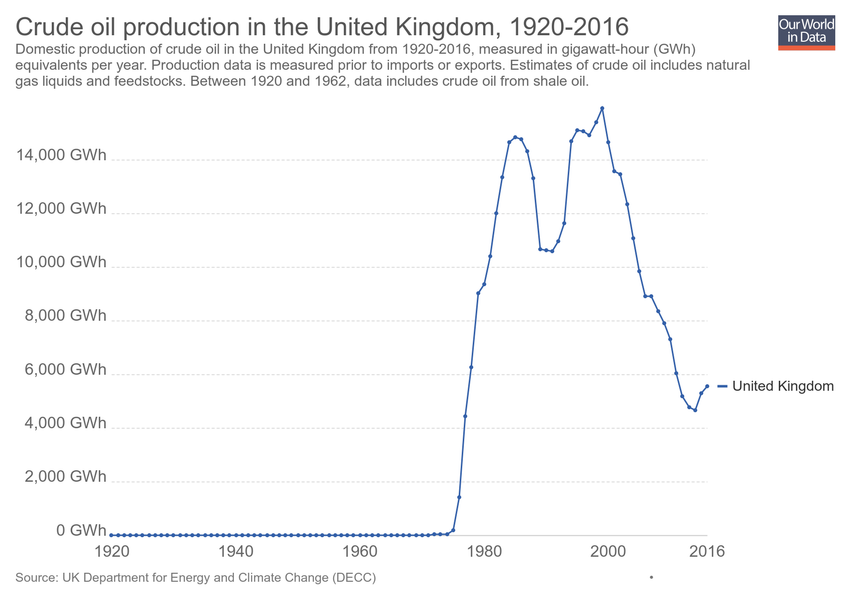 Crude oil production in the United Kingdom, 1920-2016
Our World
in Data
Domestic production of crude oil in the United Kingdom from 1920-2016, measured in gigawatt-hour (GWh)
equivalents per year. Production data is measured prior to imports or exports. Estimates of crude oil includes natural
gas liquids and feedstocks. Between 1920 and 1962, data includes crude oil from shale oil.
14,000 GWh
12,000 GWh
10,000 GWh
8,000 GWh
6,000 GWh
United Kingdom
4,000 GWh
2,000 GWh
0 GWh
1920 1940 1960 1980 2000 2016
Source: UK Department for Energy and Climate Change (DECC)